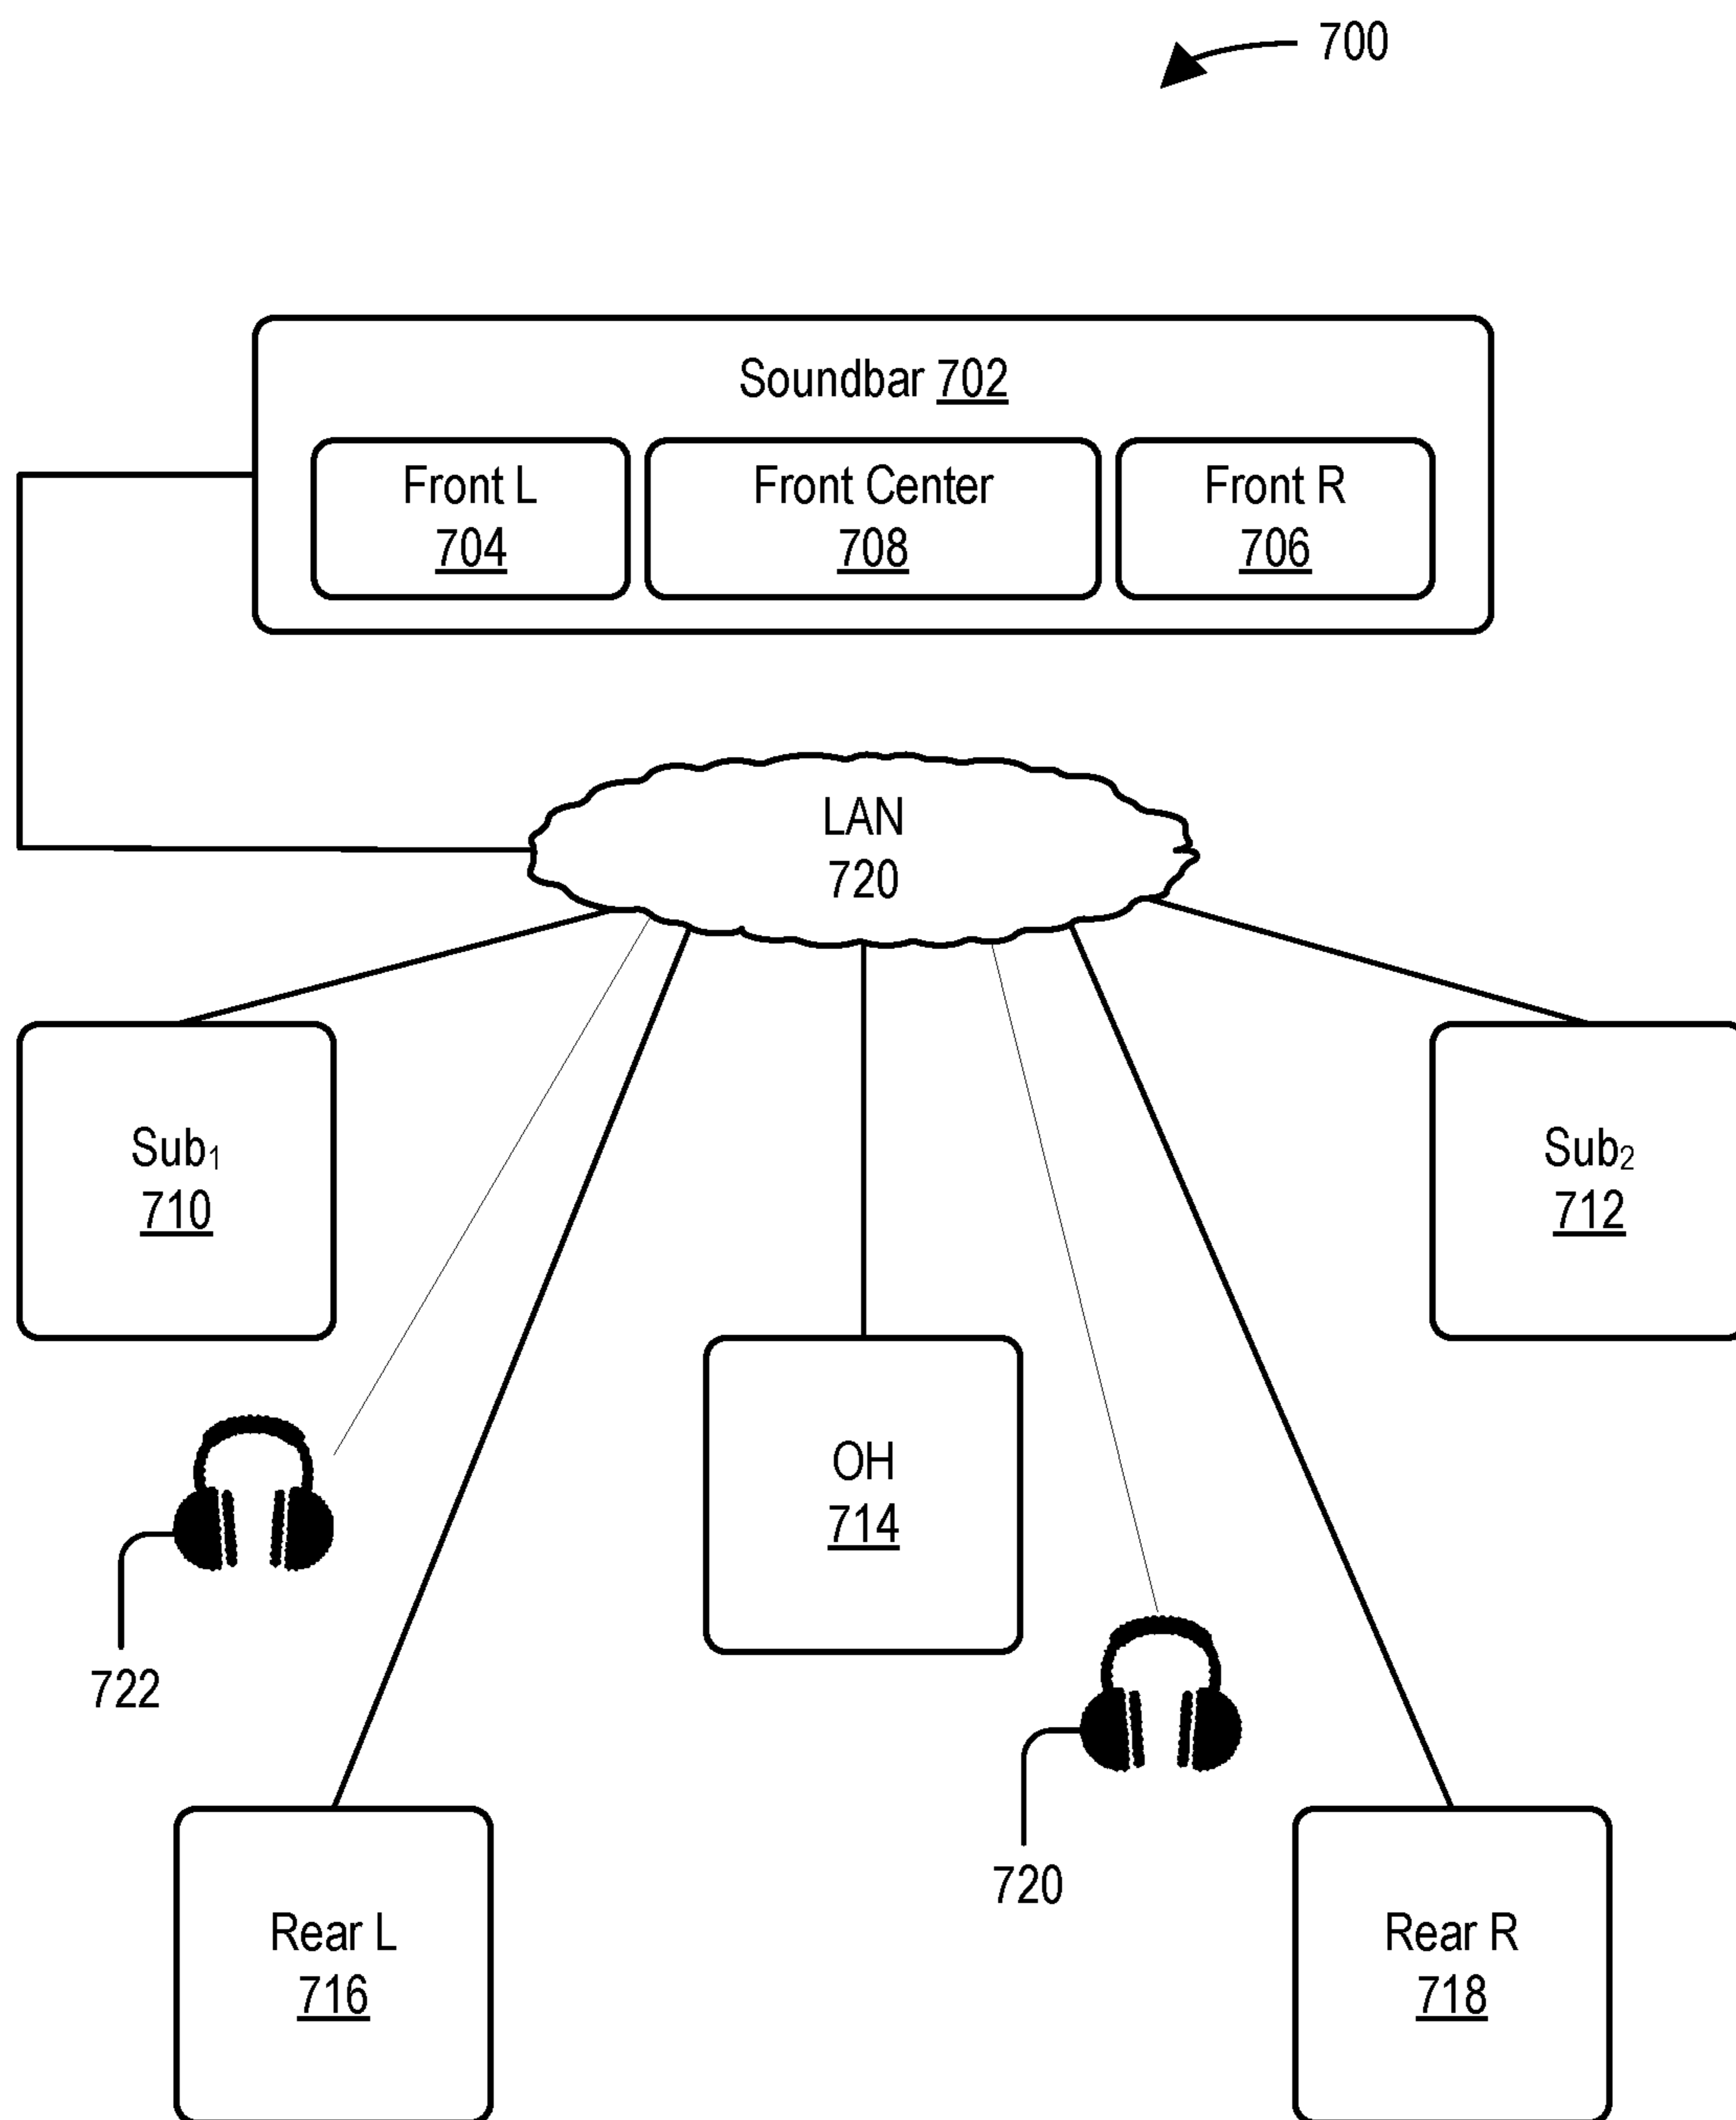 700
Soundbar 702
Front L
704
Front Center
708
Front R
706
LAN
720
Sub₁
710
Sub₂
712
OH
714
722
720
Rear L
716
Rear R
718